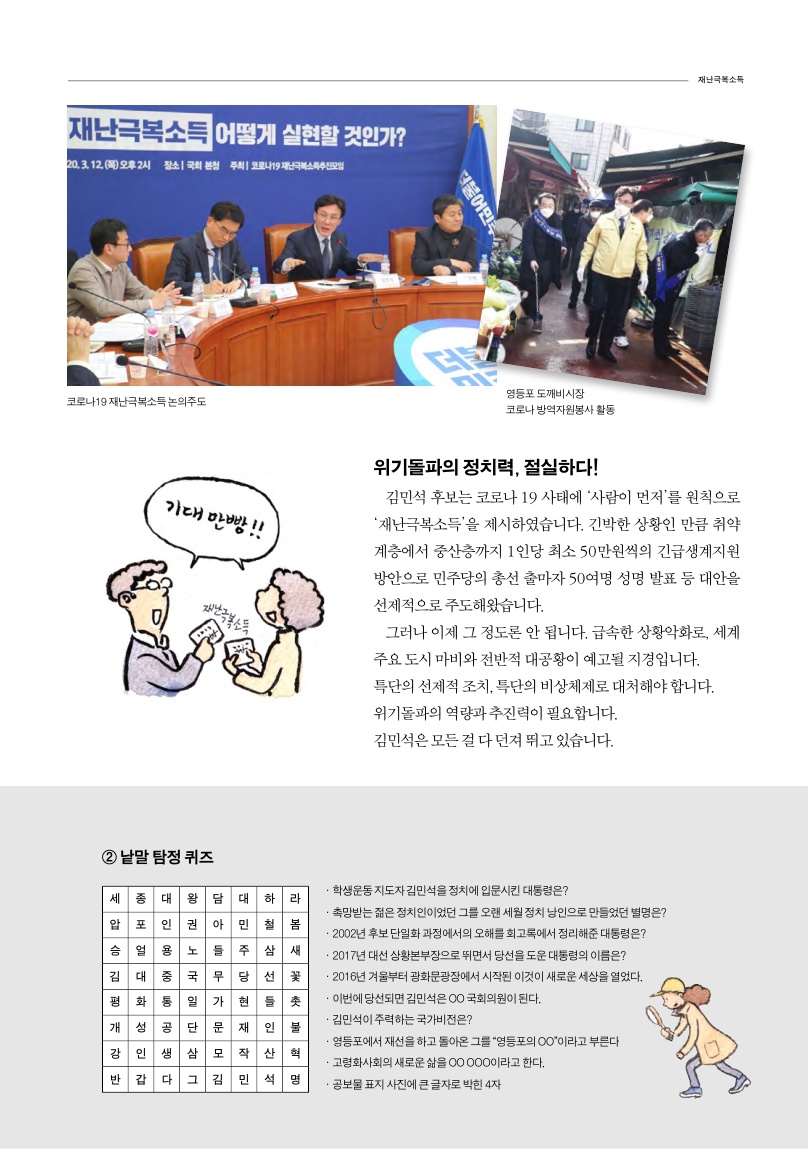 재난극복소득
재난극복소득 어떻게 실현할 것인가?
20. 3. 12. (목) 오후 2시 장소 | 국회 본청 주최 | 코로나19 재난극복소득추진모임
더불어민주
더불
코로나19 재난극복소득 논의주도
영등포 도깨비시장
코로나 방역자원봉사 활동
기대 만빵!!
재난극복소득
위기돌파의 정치력, 절실하다!
김민석 후보는 코로나 19 사태에 ‘사람이 먼저’를 원칙으로
‘재난극복소득’을 제시하였습니다. 긴박한 상황인 만큼 취약
계층에서 중산층까지 1인당 최소 50만원씩의 긴급생계지원
방안으로 민주당의 총선 출마자 50여명 성명 발표 등 대안을
선제적으로 주도해왔습니다.
그러나 이제 그 정도론 안 됩니다. 급속한 상황악화로, 세계
주요 도시 마비와 전반적 대공황이 예고될 지경입니다.
특단의 선제적 조치, 특단의 비상체제로 대처해야 합니다.
위기돌파의 역량과 추진력이 필요합니다.
김민석은 모든 걸 다 던져 뛰고 있습니다.
② 낱말 탐정 퀴즈
세 종 대 왕 담 대 하 라
압 포 인 권 아 민 철 봄
승 얼 용 노 들 주 삼 새
김 대 중 국 무 당 선 꽃
평 화 통 일 가 현 들 촛
개 성 공 단 문 재 인 불
강 인 생 삼 모 작 산 혁
반 갑 다 그 김 민 석 명
· 학생운동 지도자 김민석을 정치에 입문시킨 대통령은?
· 촉망받는 젊은 정치인이었던 그를 오랜 세월 정치 낭인으로 만들었던 별명은?
· 2002년 후보 단일화 과정에서의 오해를 회고록에서 정리해준 대통령은?
· 2017년 대선 상황본부장으로 뛰면서 당선을 도운 대통령의 이름은?
· 2016년 겨울부터 광화문광장에서 시작된 이것이 새로운 세상을 열었다.
· 이번에 당선되면 김민석은 OO 국회의원이 된다.
· 김민석이 주력하는 국가비전은?
· 영등포에서 재선을 하고 돌아온 그를 “영등포의 OO”이라고 부른다
· 고령화사회의 새로운 삶을 OO OOO이라고 한다.
· 공보물 표지 사진에 큰 글자로 박힌 4자